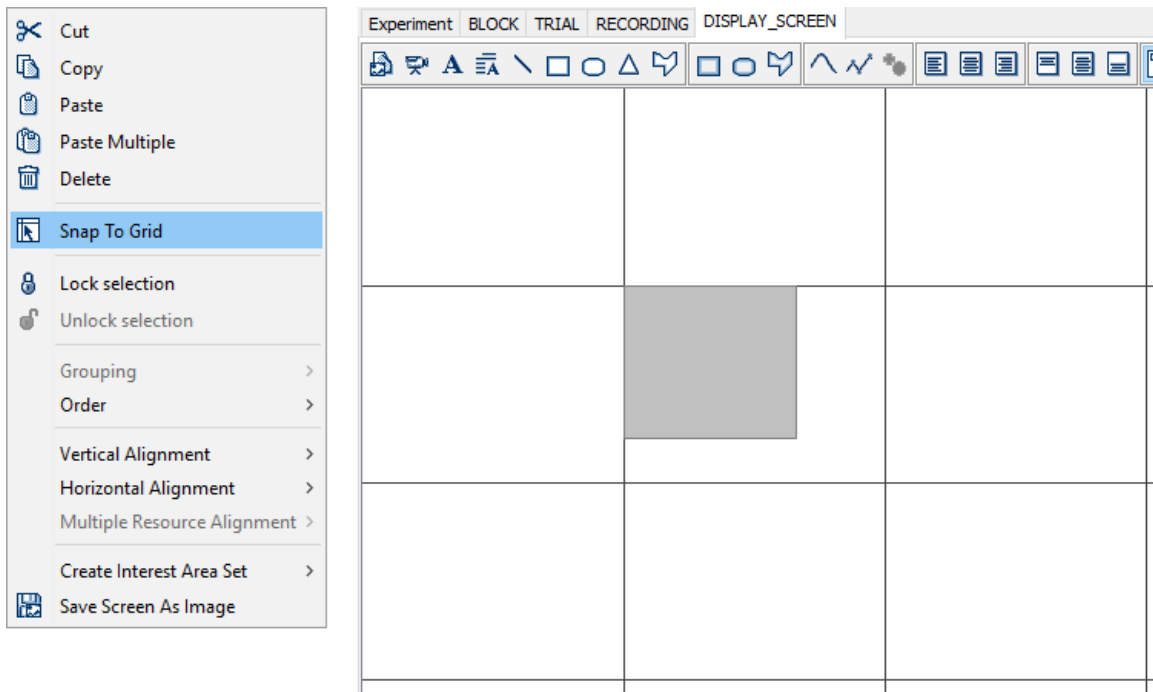 Cut
Copy
Paste
Paste Multiple
Delete
Snap To Grid
Lock selection
Unlock selection
Grouping
Order
Vertical Alignment
Horizontal Alignment
Multiple Resource Alignment
Create Interest Area Set
Save Screen As Image
Experiment BLOCK TRIAL RECORDING DISPLAY_SCREEN